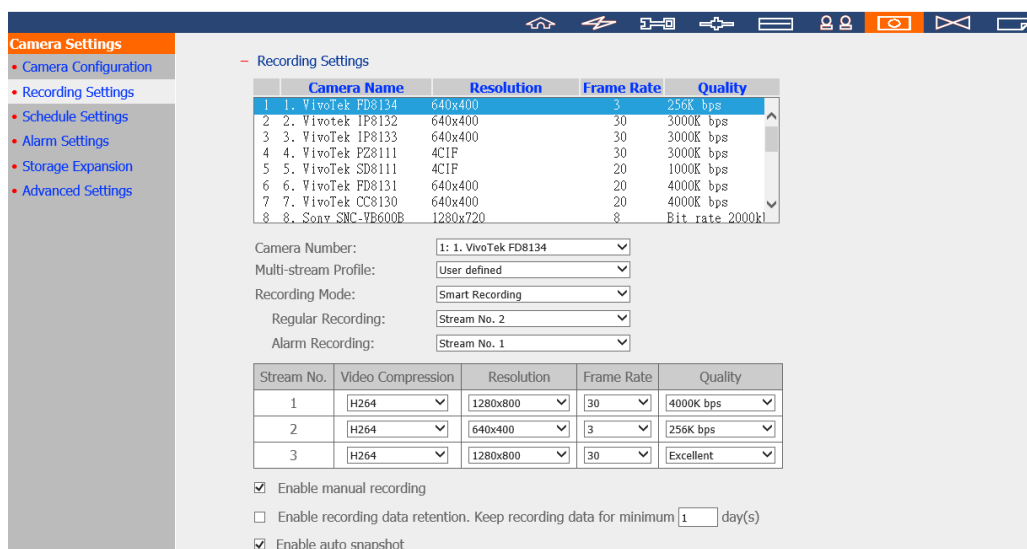 Camera Settings
• Camera Configuration
• Recording Settings
• Schedule Settings
• Alarm Settings
• Storage Expansion
• Advanced Settings
− Recording Settings
Camera Name Resolution Frame Rate Quality
1 1. VivoTek FD8134 640x400 3 256K bps
2 2. Vivotek IP8132 640x400 30 3000K bps
3 3. VivoTek IP8133 640x400 30 3000K bps
4 4. VivoTek PZ8111 4CIF 30 3000K bps
5 5. VivoTek SD8111 4CIF 20 1000K bps
6 6. VivoTek FD8131 640x400 20 4000K bps
7 7. VivoTek CC8130 640x400 20 4000K bps
8 8. Sony SNC-VB600B 1280x720 8 Bit rate 2000k
Camera Number: 1: 1. VivoTek FD8134
Multi-stream Profile: User defined
Recording Mode: Smart Recording
Regular Recording: Stream No. 2
Alarm Recording: Stream No. 1
Stream No. Video Compression Resolution Frame Rate Quality
1 H264 1280x800 30 4000K bps
2 H264 640x400 3 256K bps
3 H264 1280x800 30 Excellent
Enable manual recording
Enable recording data retention. Keep recording data for minimum 1 day(s)
Enable auto snapshot